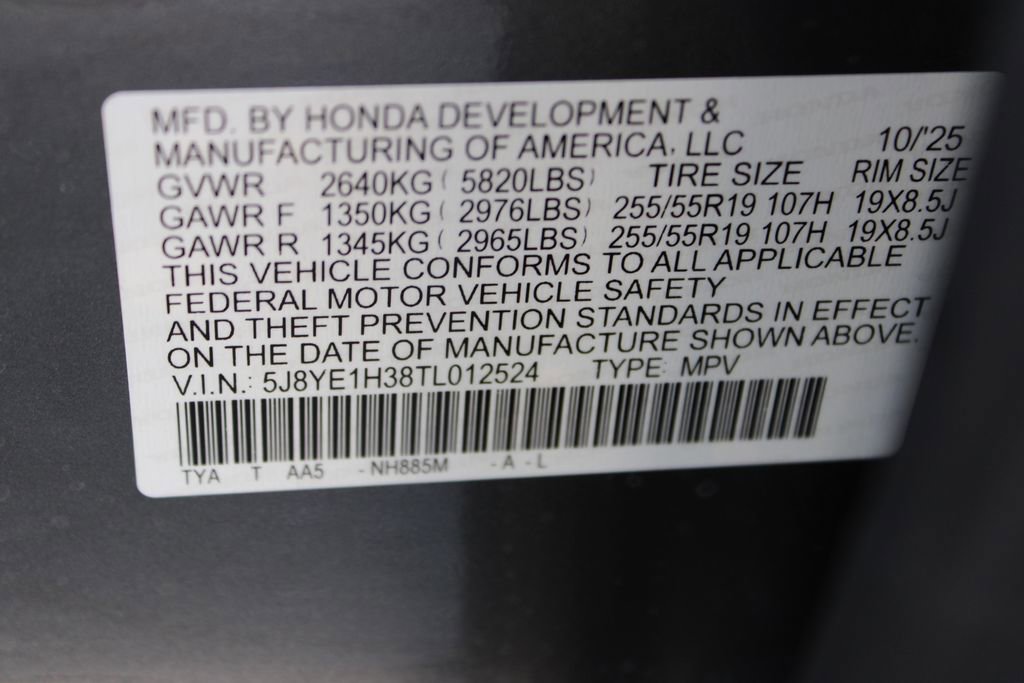 MFD. BY HONDA DEVELOPMENT &
MANUFACTURING OF AMERICA, LLC 10/'25
GVWR 2640KG ( 5820LBS) TIRE SIZE RIM SIZE
GAWR F 1350KG ( 2976LBS) 255/55R19 107H 19X8.5J
GAWR R 1345KG ( 2965LBS) 255/55R19 107H 19X8.5J
THIS VEHICLE CONFORMS TO ALL APPLICABLE
FEDERAL MOTOR VEHICLE SAFETY
AND THEFT PREVENTION STANDARDS IN EFFECT
ON THE DATE OF MANUFACTURE SHOWN ABOVE.
V.I.N.: 5J8YE1H38TL012524 TYPE: MPV
TYA T AA5 -NH885M -A -L